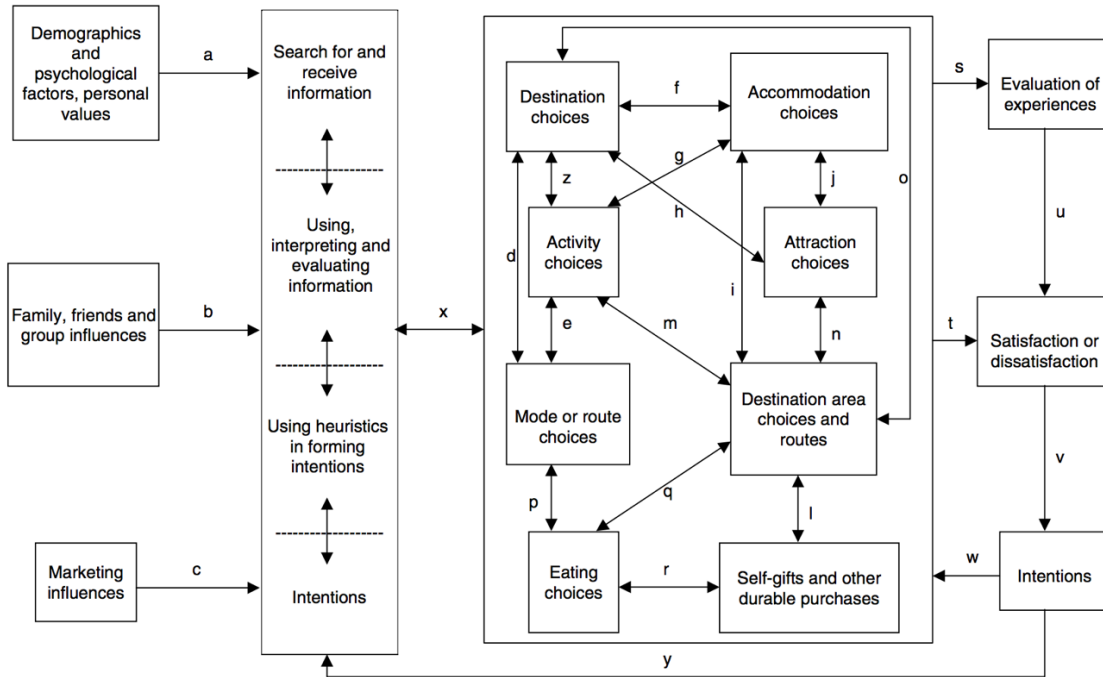 Demographics
and
psychological
factors, personal
values
a
Family, friends and
group influences
b
Marketing
influences
c
Search for and
receive
information
Using,
interpreting and
evaluating
information
Using heuristics
in forming
intentions
Intentions
x
Destination
choices
f
Accommodation
choices
o
z
g
j
h
d
Activity
choices
Attraction
choices
i
e
m
n
Mode or route
choices
Destination area
choices and
routes
p
q
l
Eating
choices
r
Self-gifts and other
durable purchases
s
Evaluation of
experiences
u
t
Satisfaction or
dissatisfaction
v
w
Intentions
y